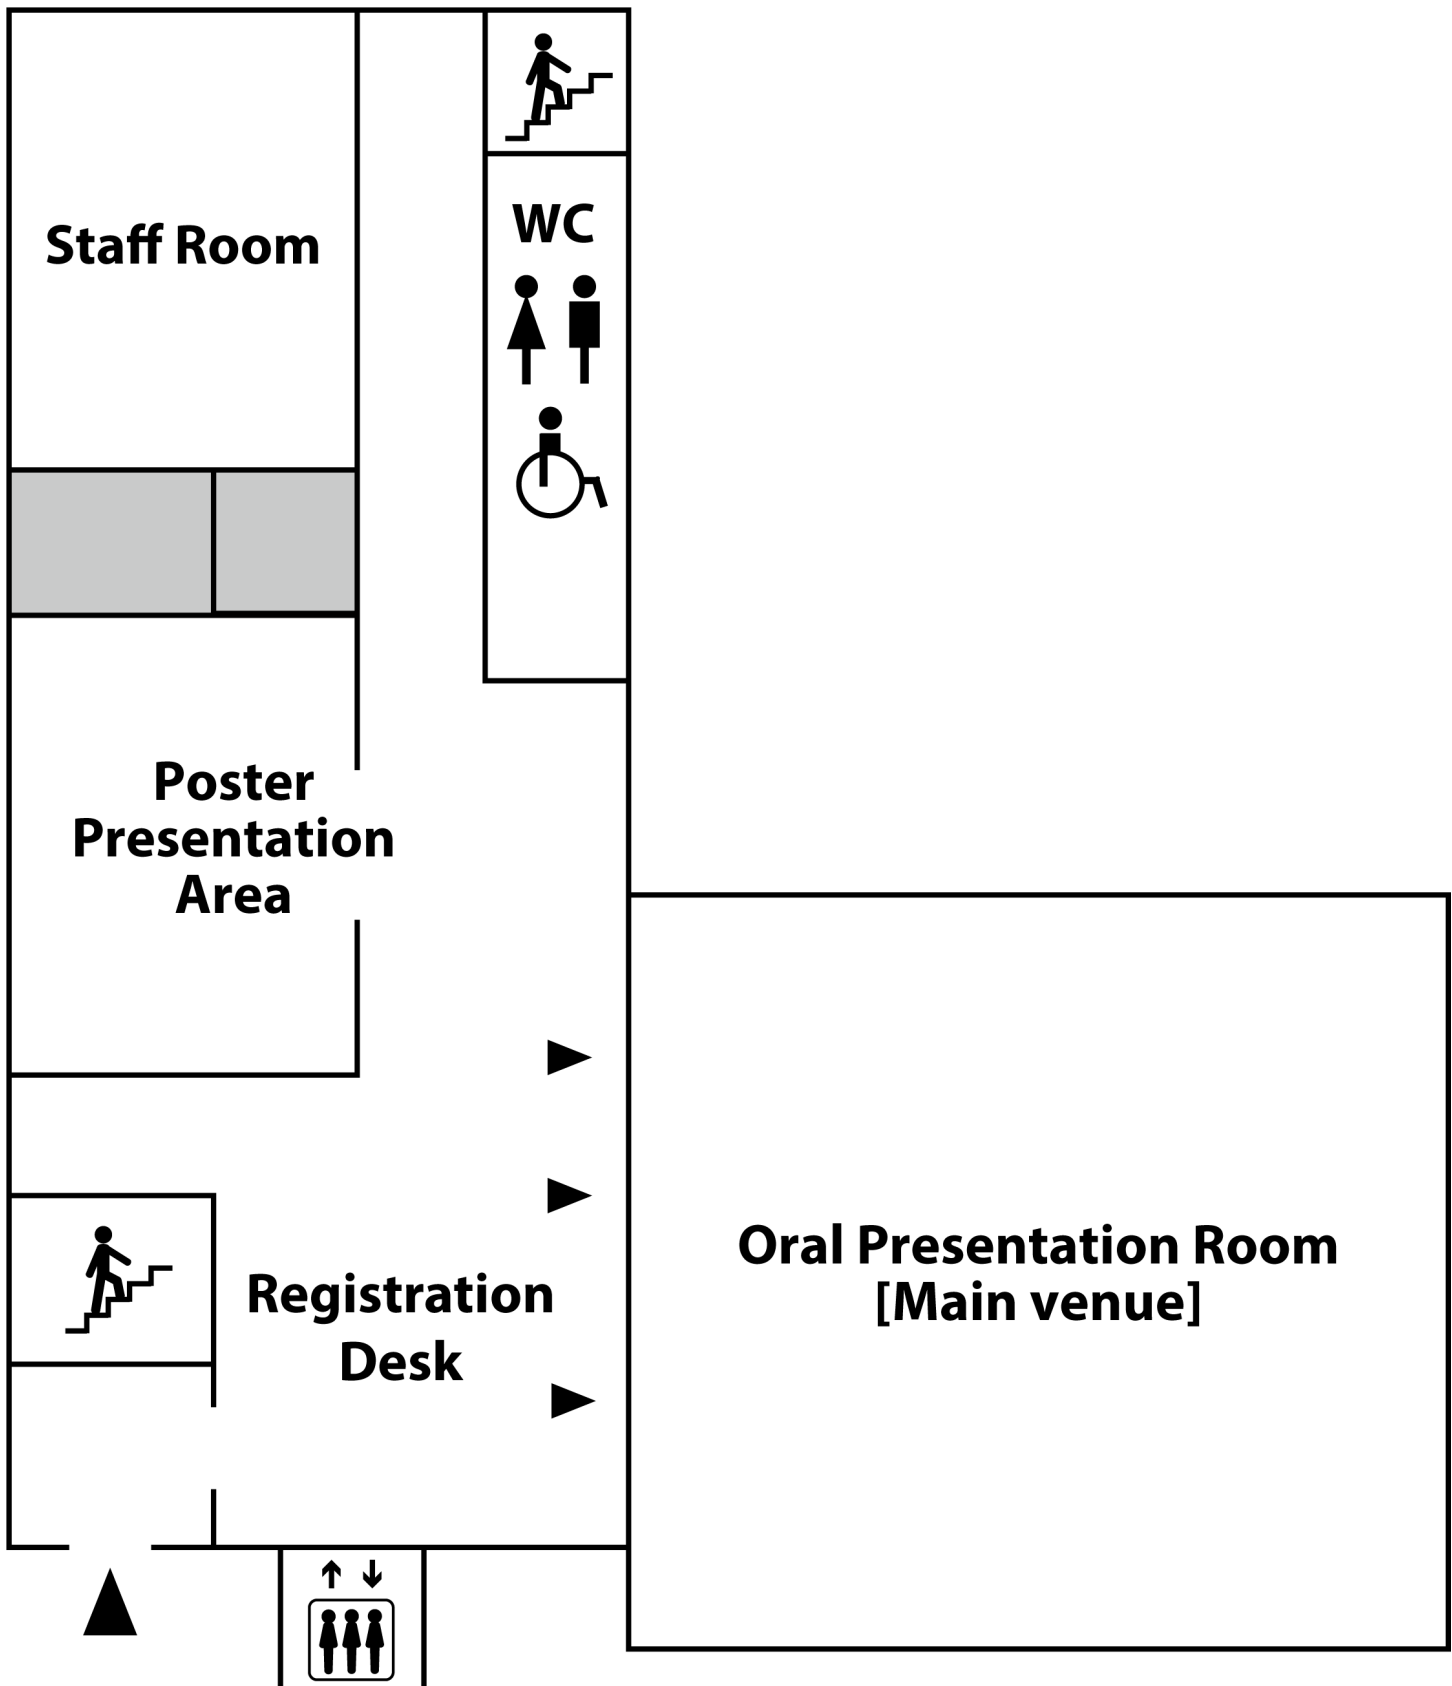 WC
Staff Room
Poster
Presentation
Area
Oral Presentation Room
[Main venue]
Registration
Desk